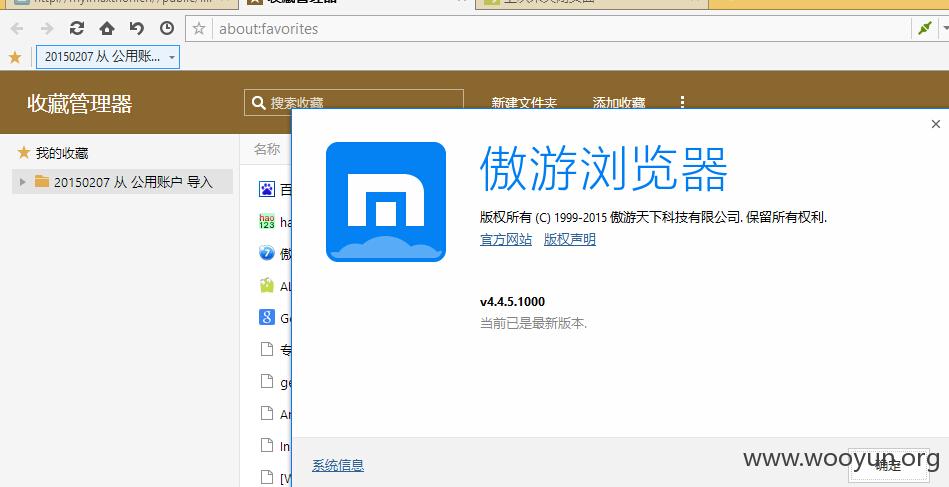 收藏管理器
about:favorites
20150207 从 公用账...
收藏管理器
搜索收藏
新建文件夹
添加收藏
我的收藏
20150207 从 公用账户 导入
名称
百
hao
123
ha
傲
AL
专
ge
In
[W
傲游浏览器
版权所有 (C) 1999-2015 傲游天下科技有限公司. 保留所有权利.
官方网站 版权声明
v4.4.5.1000
当前已是最新版本.
系统信息
确定
www.wooyun.org